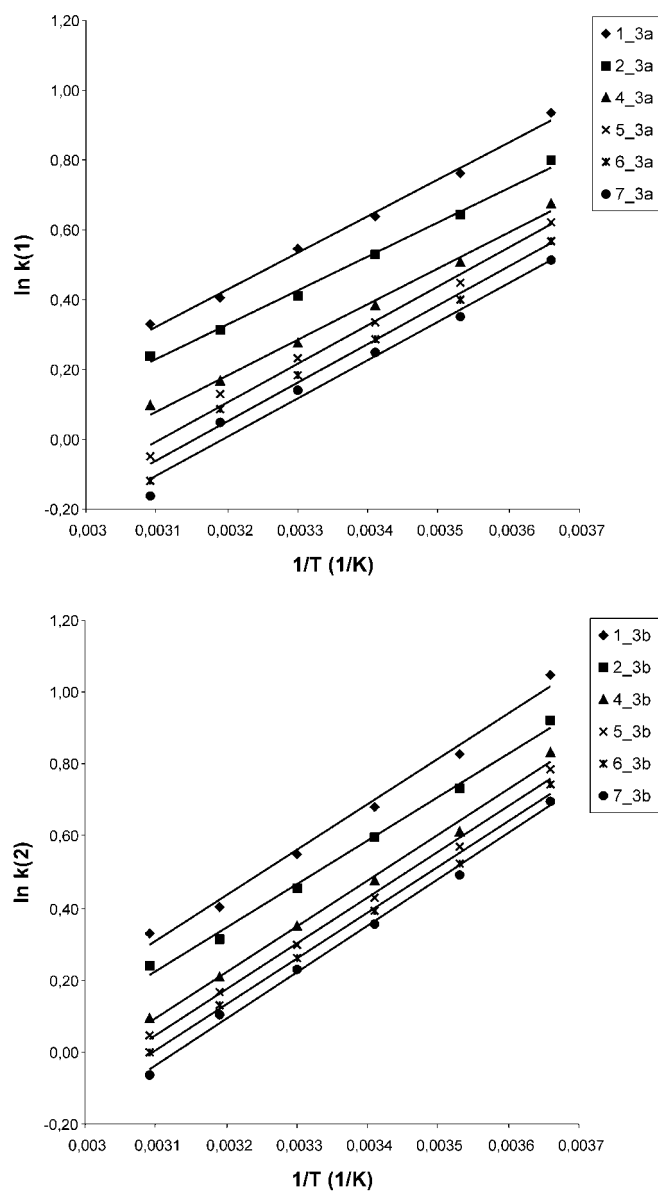 1,20
1,00
0,80
0,60
0,40
0,20
0,00
-0,20
ln k(1)
0,003 0,0031 0,0032 0,0033 0,0034 0,0035 0,0036 0,0037
1/T (1/K)
1_3a
2_3a
4_3a
5_3a
6_3a
7_3a
1,20
1,00
0,80
0,60
0,40
0,20
0,00
-0,20
ln k(2)
0,003 0,0031 0,0032 0,0033 0,0034 0,0035 0,0036 0,0037
1/T (1/K)
1_3b
2_3b
4_3b
5_3b
6_3b
7_3b